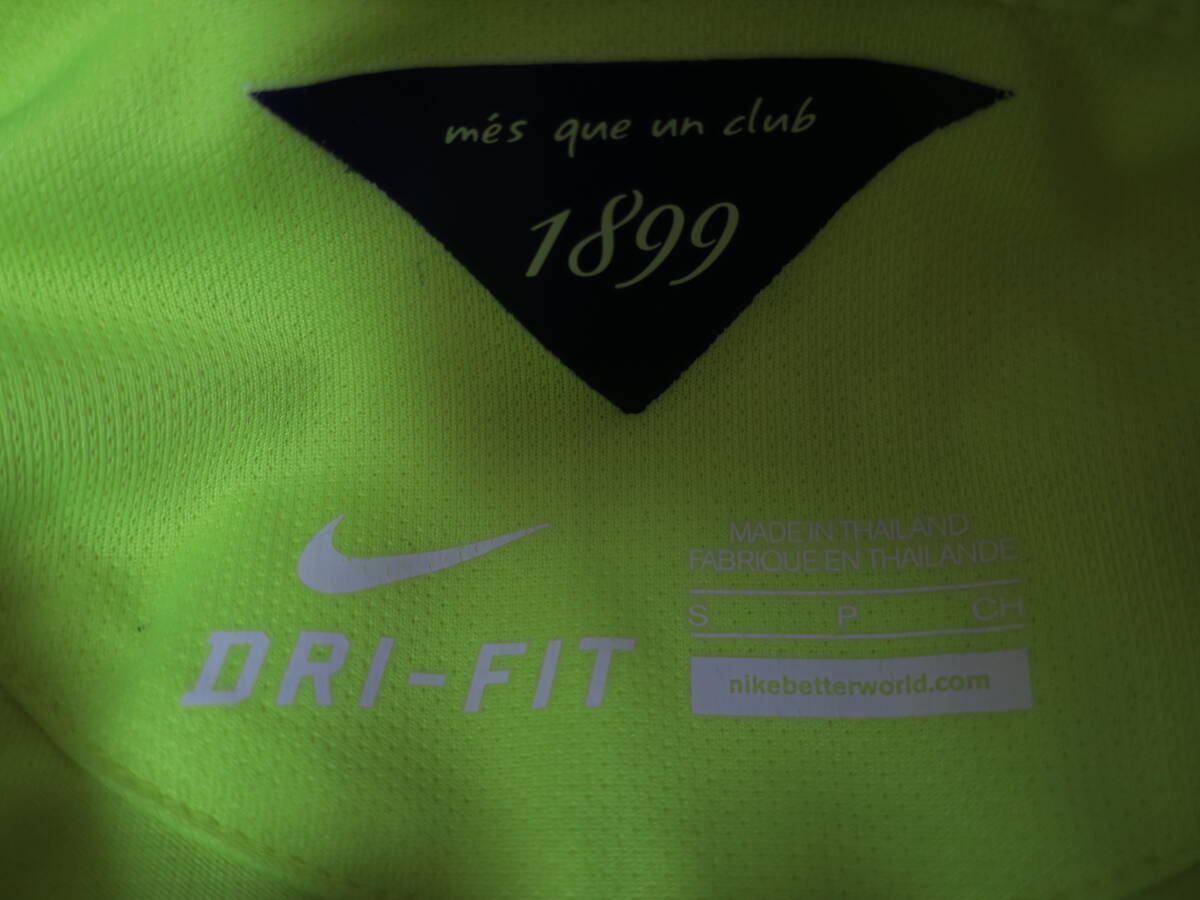 més que un club
1899
MADE IN THAILAND
FABRIQUE EN THAILANDE
S P CH
DRI-FIT
nikebetterworld.com